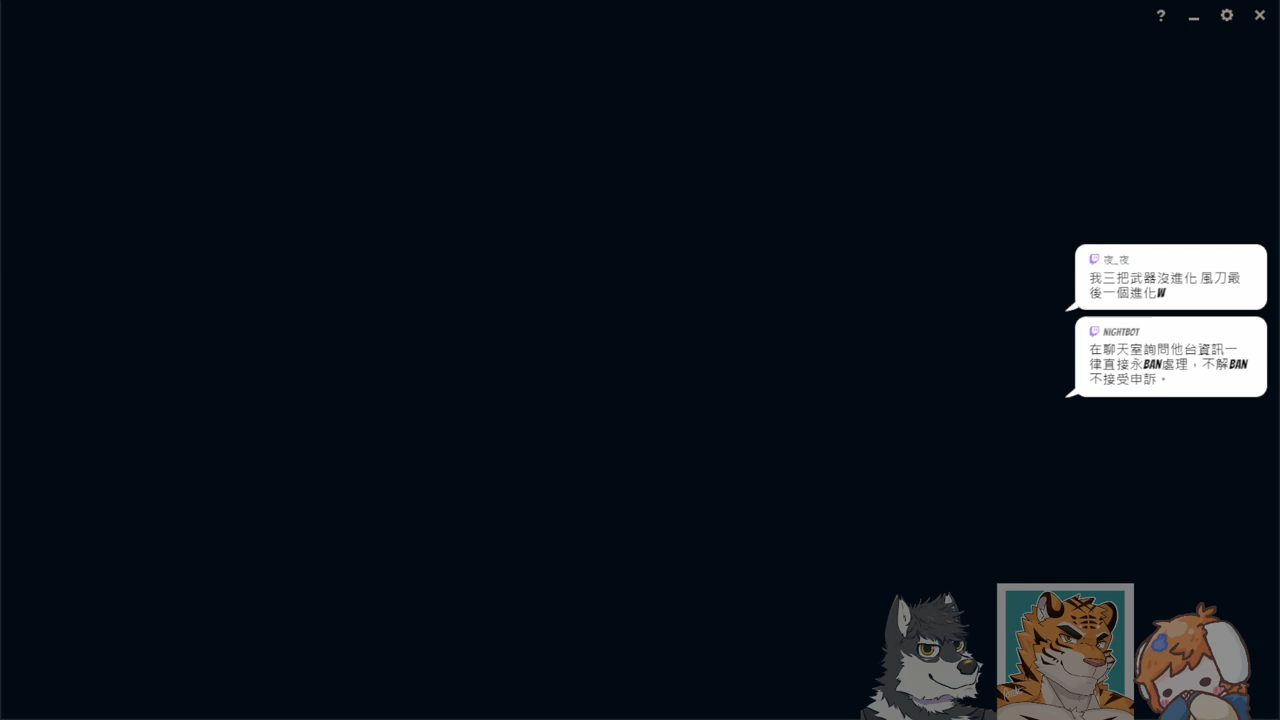 夜_夜
我三把武器沒進化 風刀最
後一個進化W
NIGHTBOT
在聊天室詢問他台資訊一
律直接永BAN處理，不解BAN
不接受申訴。